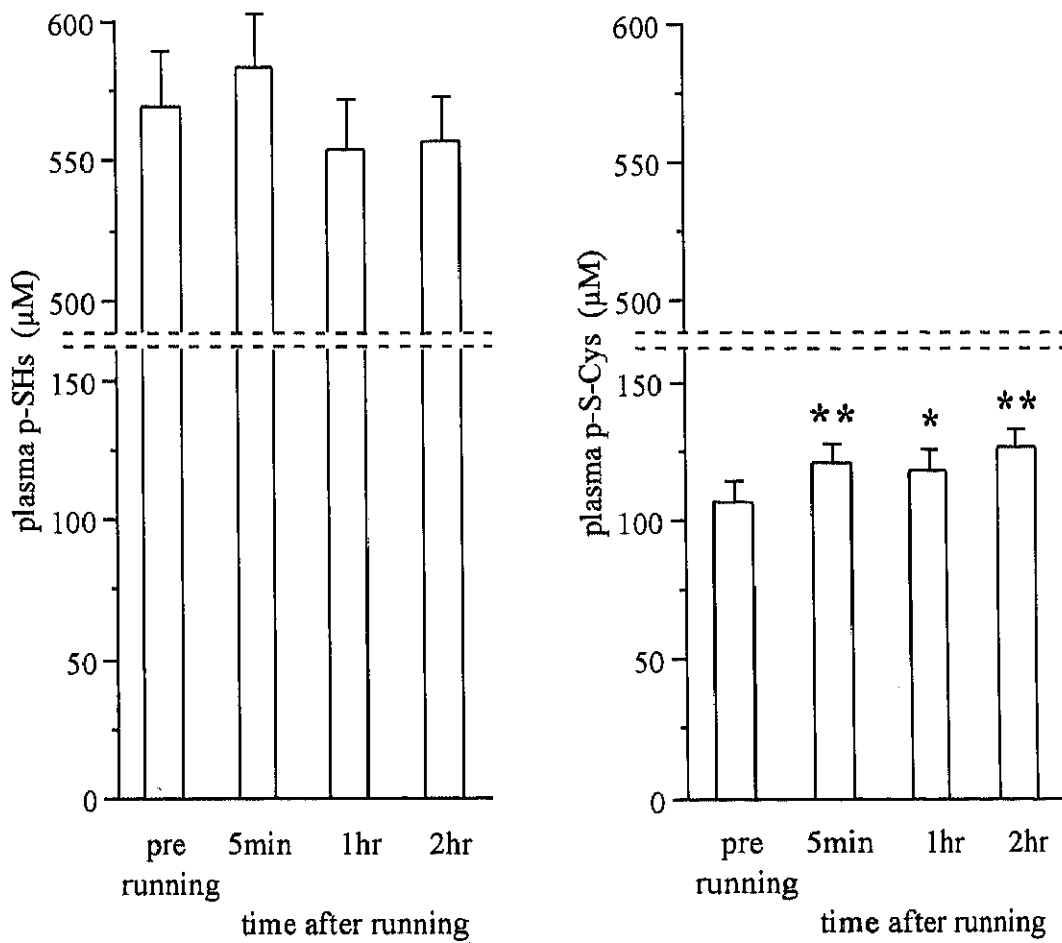 plasma p-SHs (µM)
600
550
500
150
100
50
0
pre 5min 1hr 2hr
running
time after running
plasma p-S-Cys (µM)
600
550
500
150
100
50
0
** * **
pre 5min 1hr 2hr
running
time after running